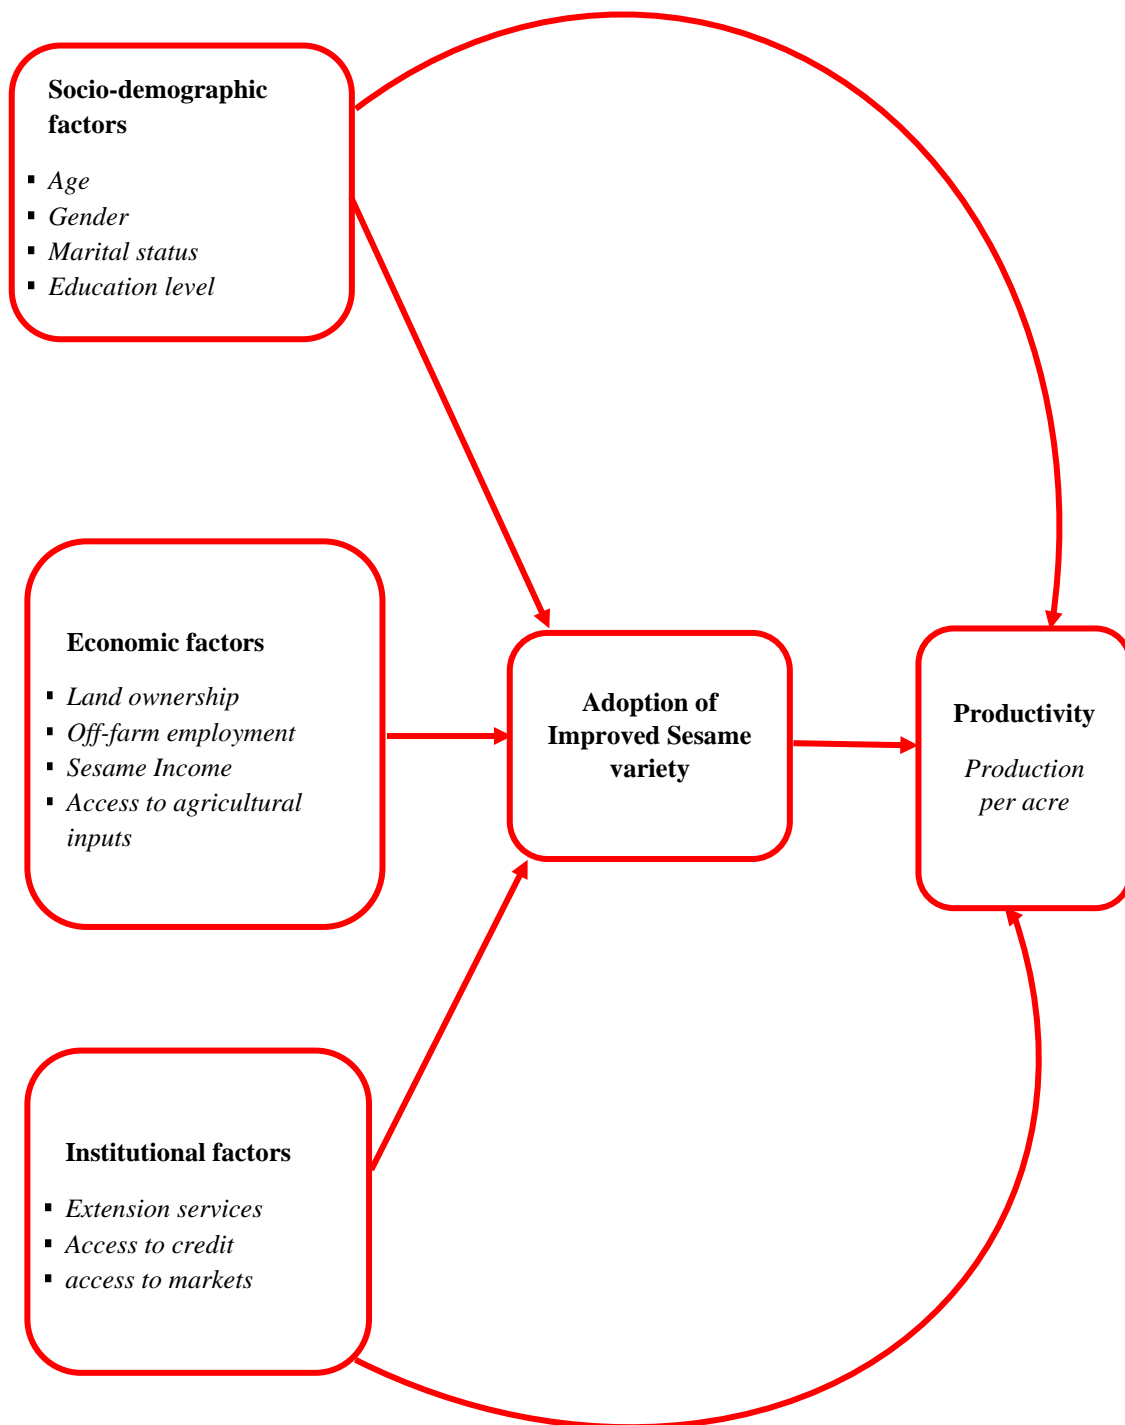 Socio-demographic
factors
▪ Age
▪ Gender
▪ Marital status
▪ Education level
Economic factors
▪ Land ownership
▪ Off-farm employment
▪ Sesame Income
▪ Access to agricultural
inputs
Adoption of
Improved Sesame
variety
Productivity
Production
per acre
Institutional factors
▪ Extension services
▪ Access to credit
▪ access to markets